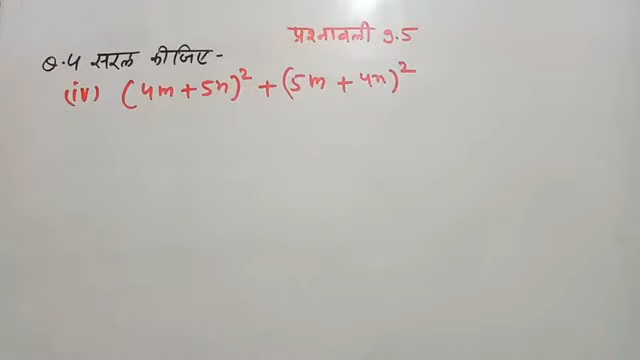 प्रश्नावली 9.5
Q.4 सरल कीजिए-
(iv) (4m + 5n)² + (5m + 4n)²